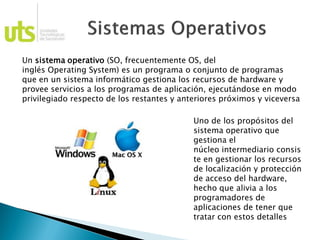 uts
Unidades
Tecnológicas
de Santander
Sistemas Operativos
Un sistema operativo (SO, frecuentemente OS, del
inglés Operating System) es un programa o conjunto de programas
que en un sistema informático gestiona los recursos de hardware y
provee servicios a los programas de aplicación, ejecutándose en modo
privilegiado respecto de los restantes y anteriores próximos y viceversa
Uno de los propósitos del
sistema operativo que
gestiona el
núcleo intermediario consis
te en gestionar los recursos
de localización y protección
de acceso del hardware,
hecho que alivia a los
programadores de
aplicaciones de tener que
tratar con estos detalles
Microsoft
Windows
Mac OS X
Linux